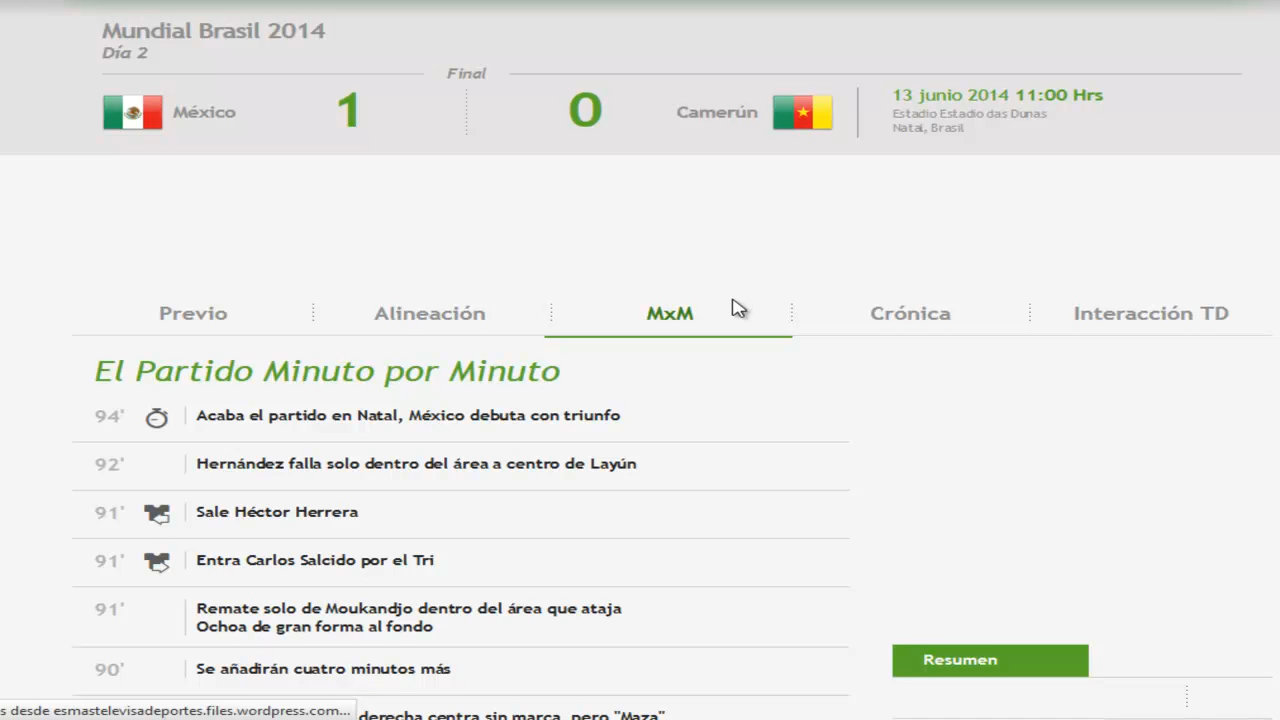 Mundial Brasil 2014
Día 2
Final
México 1 0 Camerún
13 junio 2014 11:00 Hrs
Estadio Estadio das Dunas
Natal, Brasil
Previo Alineación MxM Crónica Interacción TD
El Partido Minuto por Minuto
94' Acaba el partido en Natal, México debuta con triunfo
92' Hernández falla solo dentro del área a centro de Layún
91' Sale Héctor Herrera
91' Entra Carlos Salcido por el Tri
91' Remate solo de Moukandjo dentro del área que ataja
Ochoa de gran forma al fondo
Resumen
90' Se añadirán cuatro minutos más
s desde esmastelevisadeportes.files.wordpress.com...
derecha centra sin marca, pero "Maza"